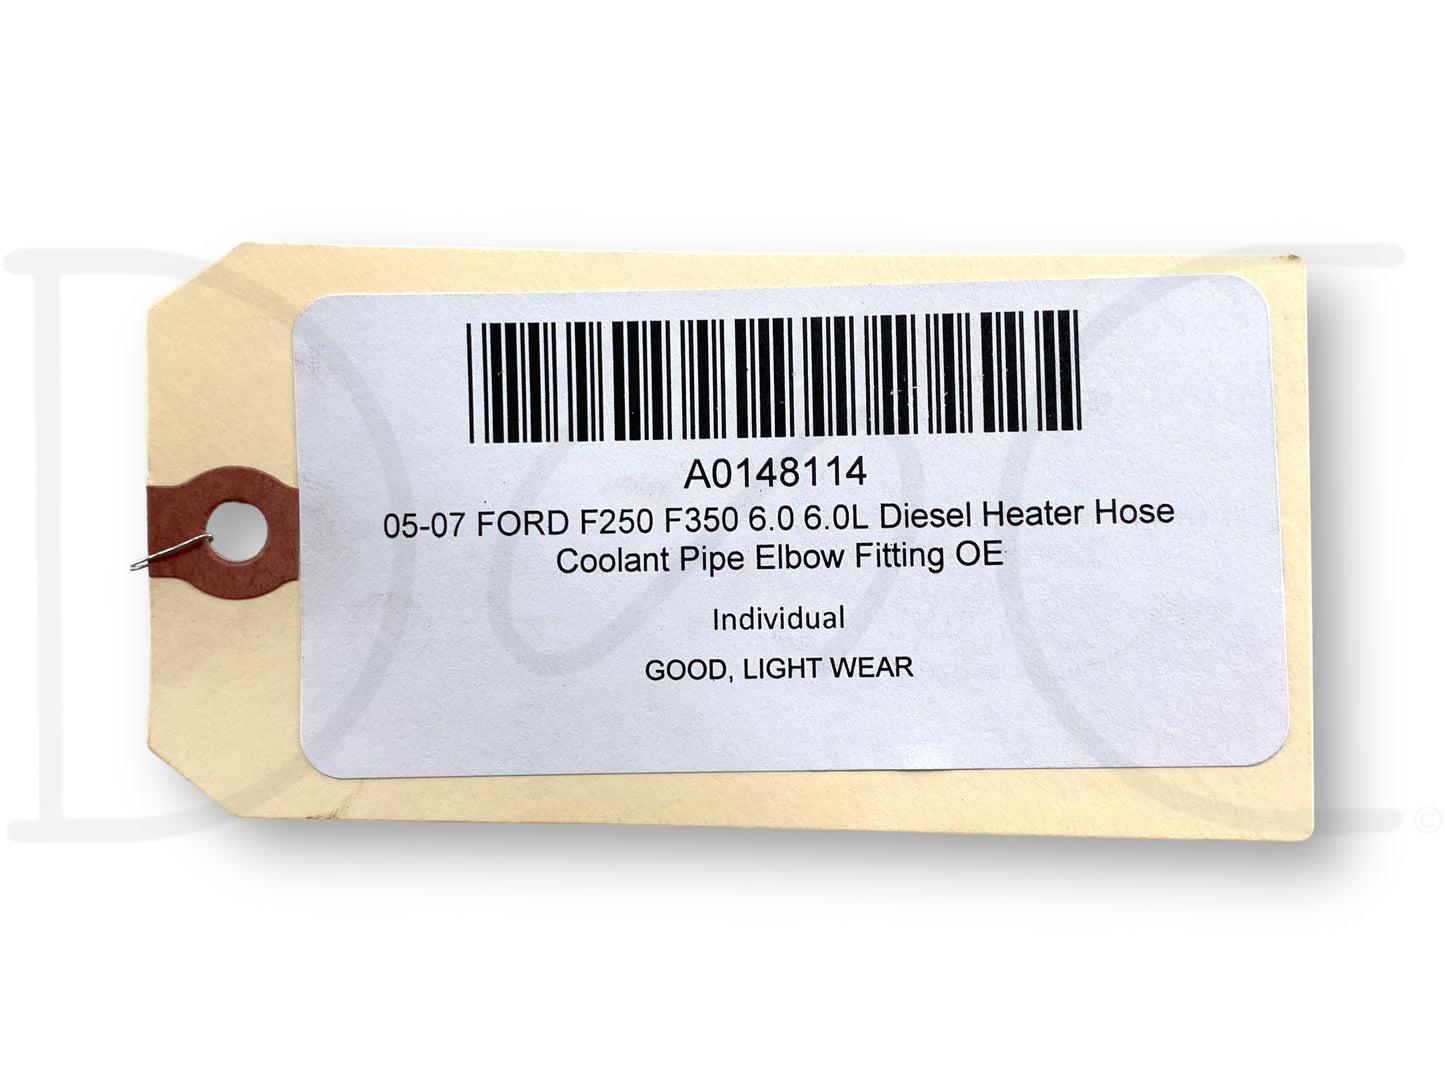 A0148114
05-07 FORD F250 F350 6.0 6.0L Diesel Heater Hose
Coolant Pipe Elbow Fitting OE
Individual
GOOD, LIGHT WEAR
©